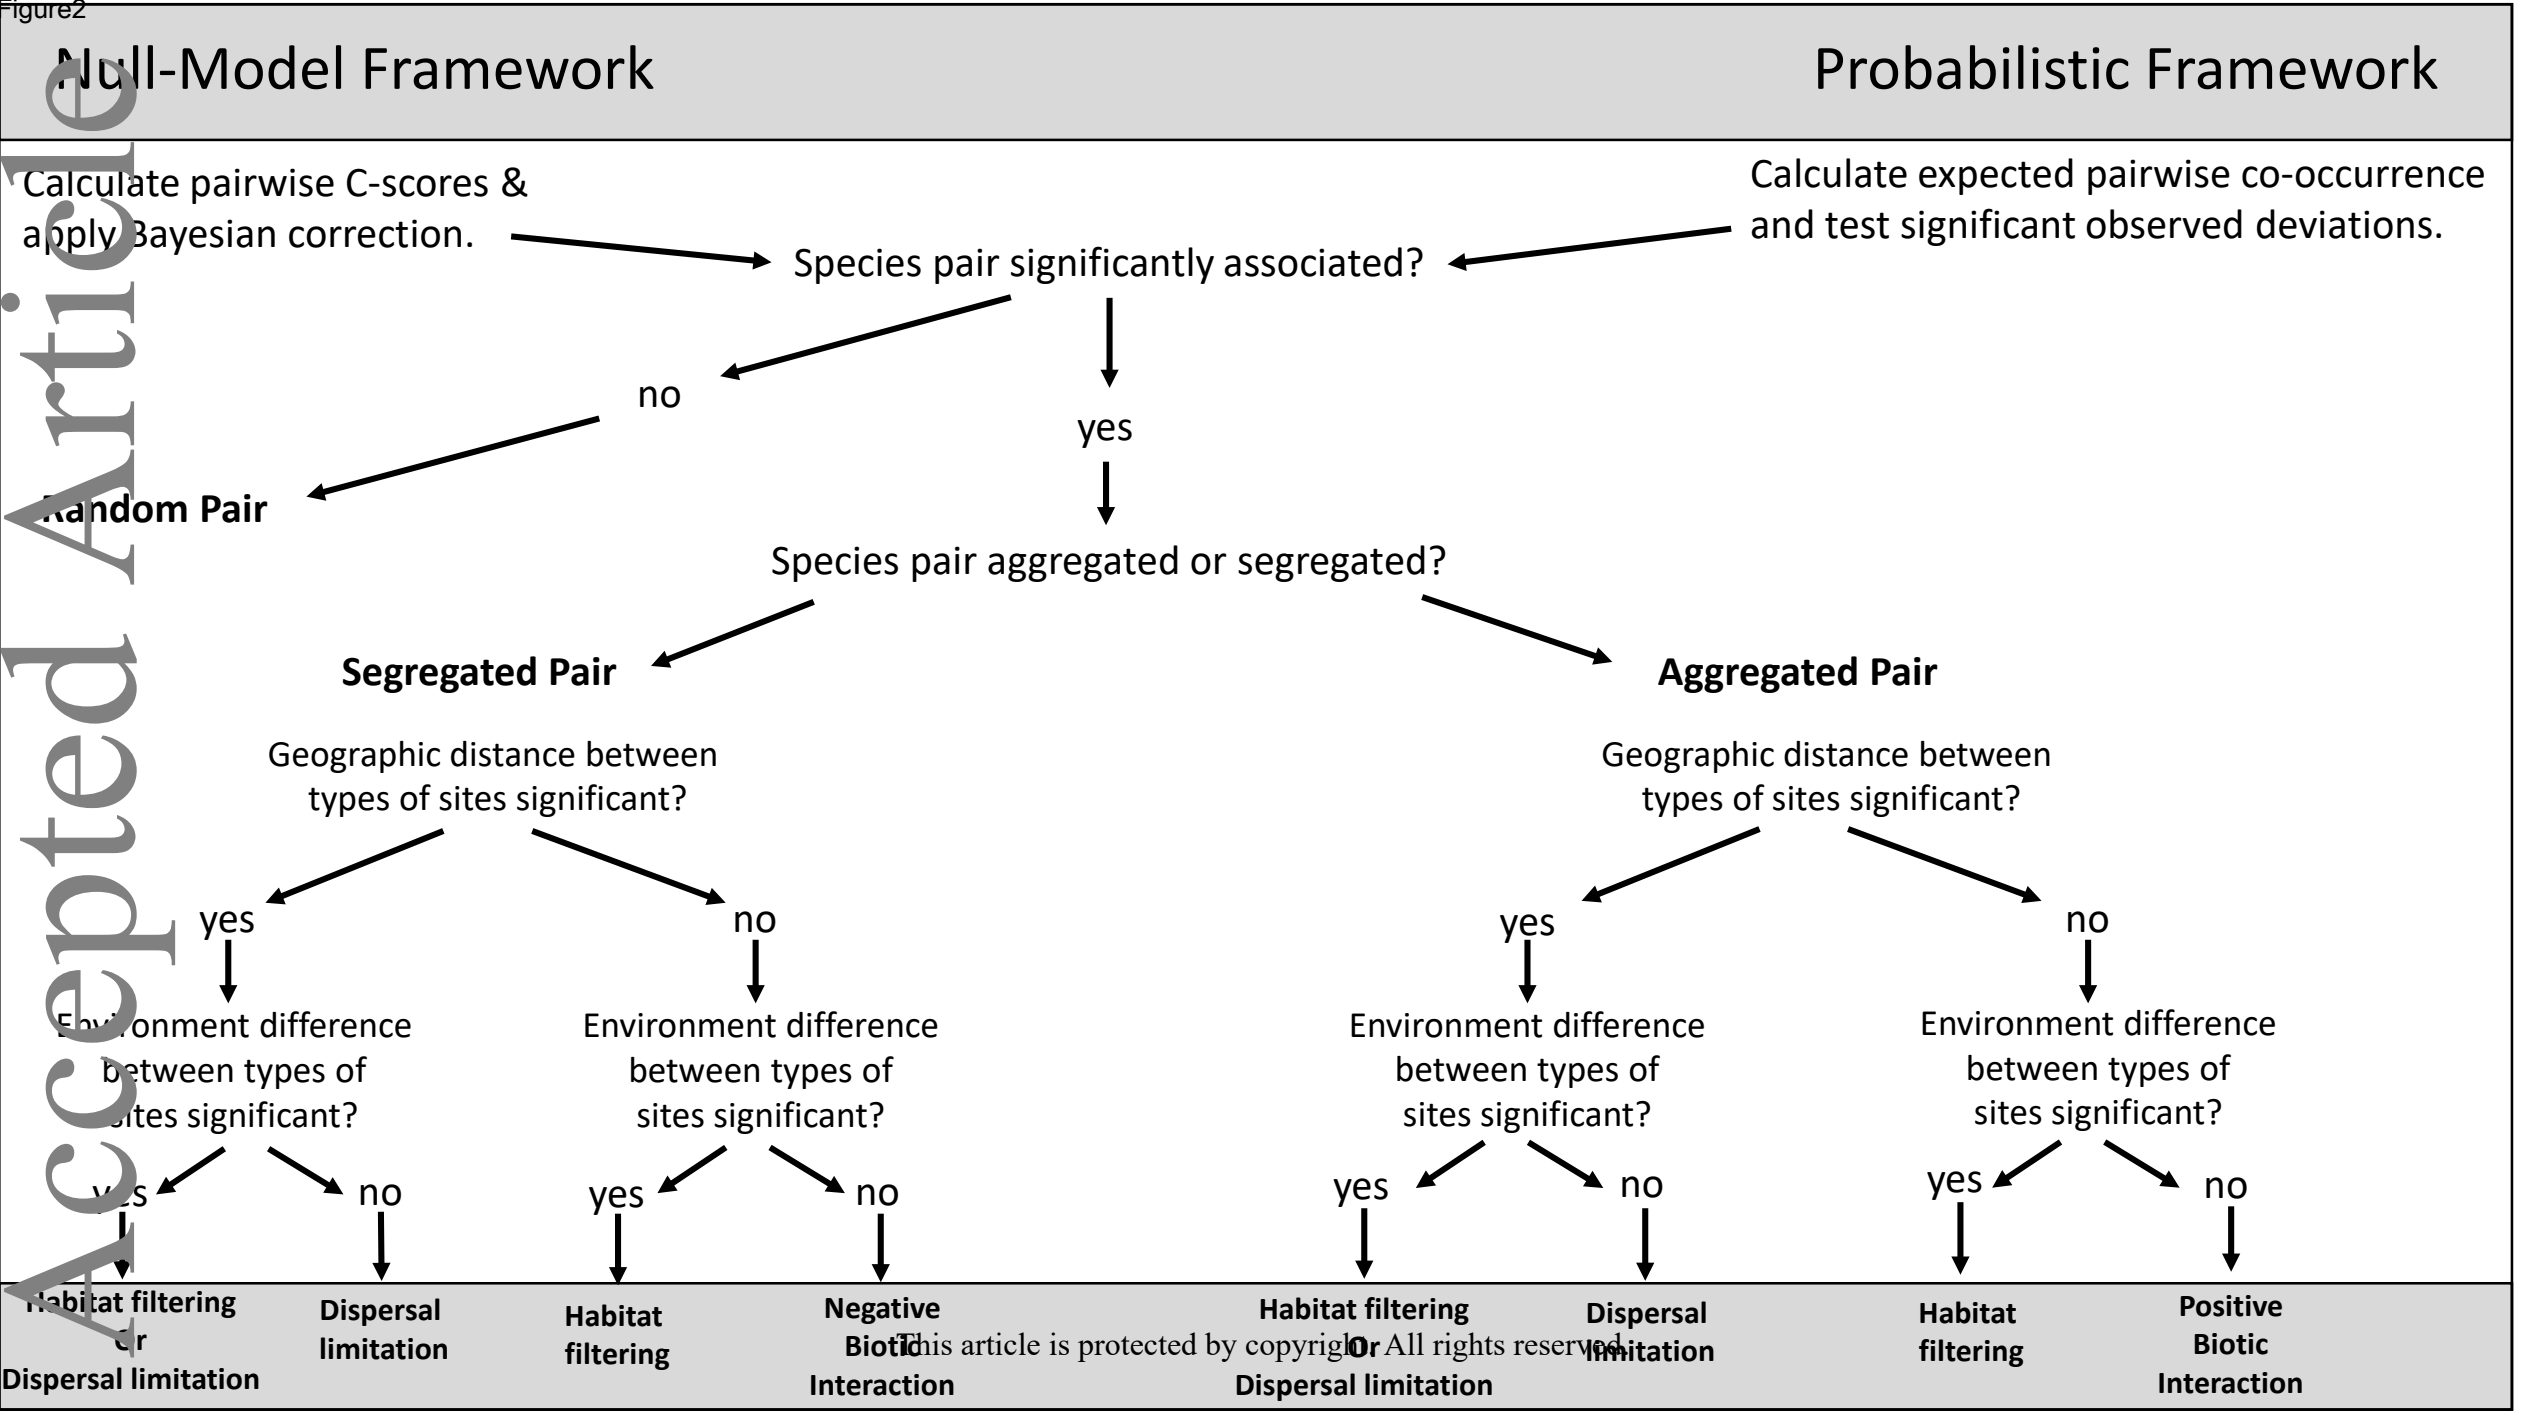 Figure2
Null-Model Framework
Probabilistic Framework
Calculate pairwise C-scores &
apply Bayesian correction.
Calculate expected pairwise co-occurrence
and test significant observed deviations.
Species pair significantly associated?
no
yes
Random Pair
Species pair aggregated or segregated?
Segregated Pair
Aggregated Pair
Geographic distance between
types of sites significant?
Geographic distance between
types of sites significant?
yes
no
yes
no
Environment difference
between types of
sites significant?
Environment difference
between types of
sites significant?
Environment difference
between types of
sites significant?
Environment difference
between types of
sites significant?
yes
no
yes
no
yes
no
yes
no
Habitat filtering
Or
Dispersal limitation
Dispersal
limitation
Habitat
filtering
Negative
Biotic
Interaction
Habitat filtering
Or
Dispersal limitation
Dispersal
limitation
Habitat
filtering
Positive
Biotic
Interaction
This article is protected by copyright. All rights reserved.
Accepted Article